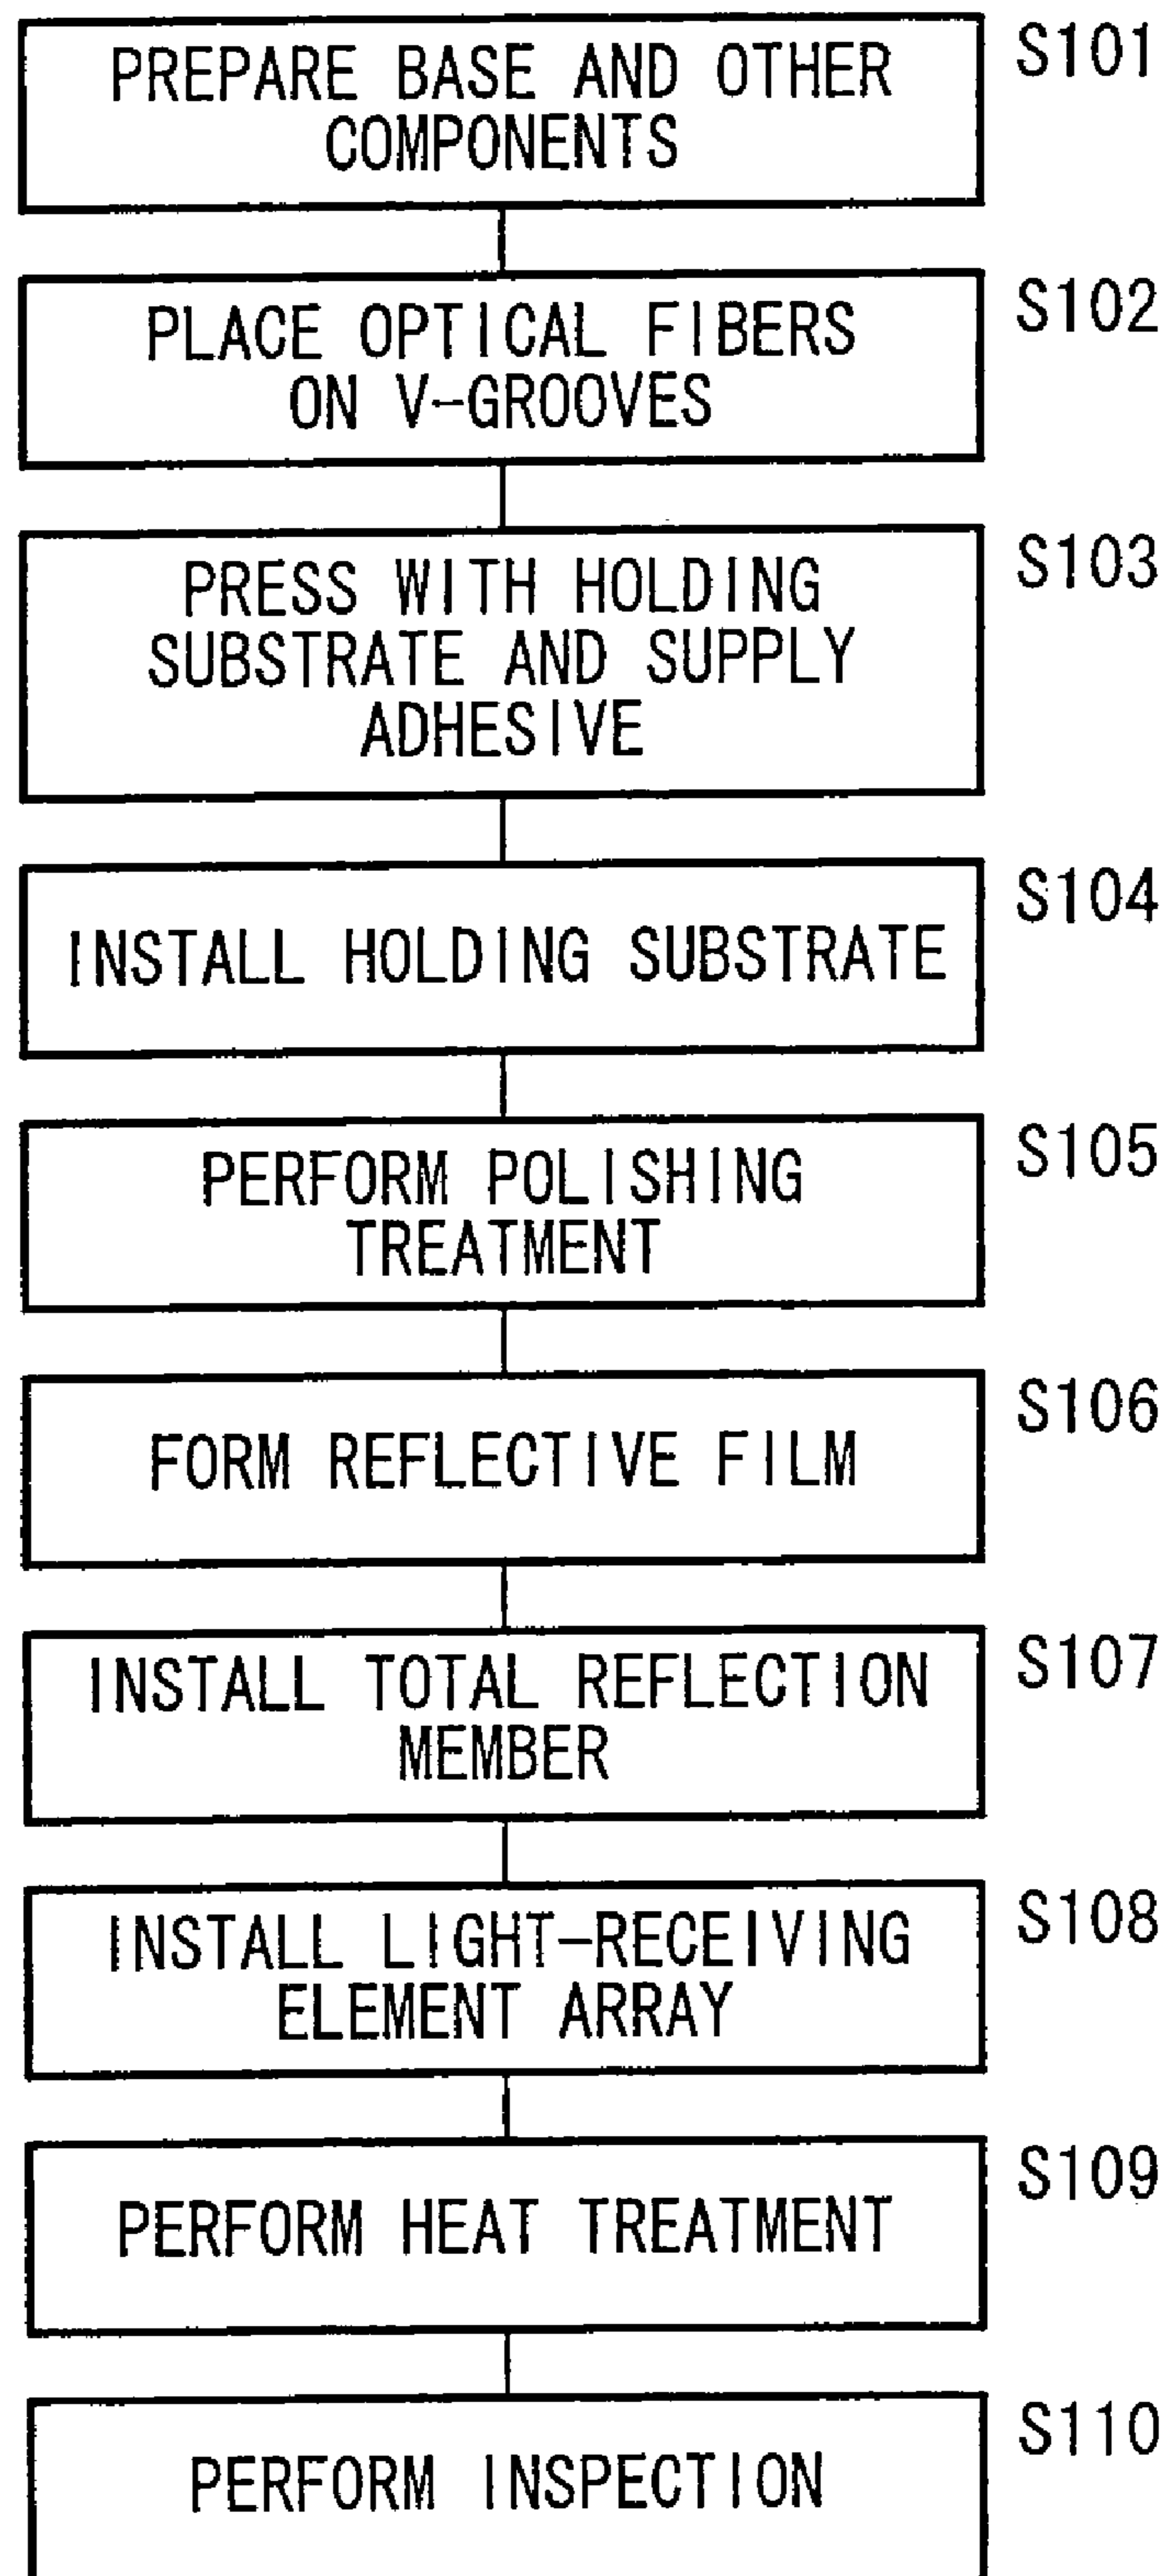 S101
PREPARE BASE AND OTHER
COMPONENTS
S102
PLACE OPTICAL FIBERS
ON V-GROOVES
S103
PRESS WITH HOLDING
SUBSTRATE AND SUPPLY
ADHESIVE
S104
INSTALL HOLDING SUBSTRATE
S105
PERFORM POLISHING
TREATMENT
S106
FORM REFLECTIVE FILM
S107
INSTALL TOTAL REFLECTION
MEMBER
S108
INSTALL LIGHT-RECEIVING
ELEMENT ARRAY
S109
PERFORM HEAT TREATMENT
S110
PERFORM INSPECTION